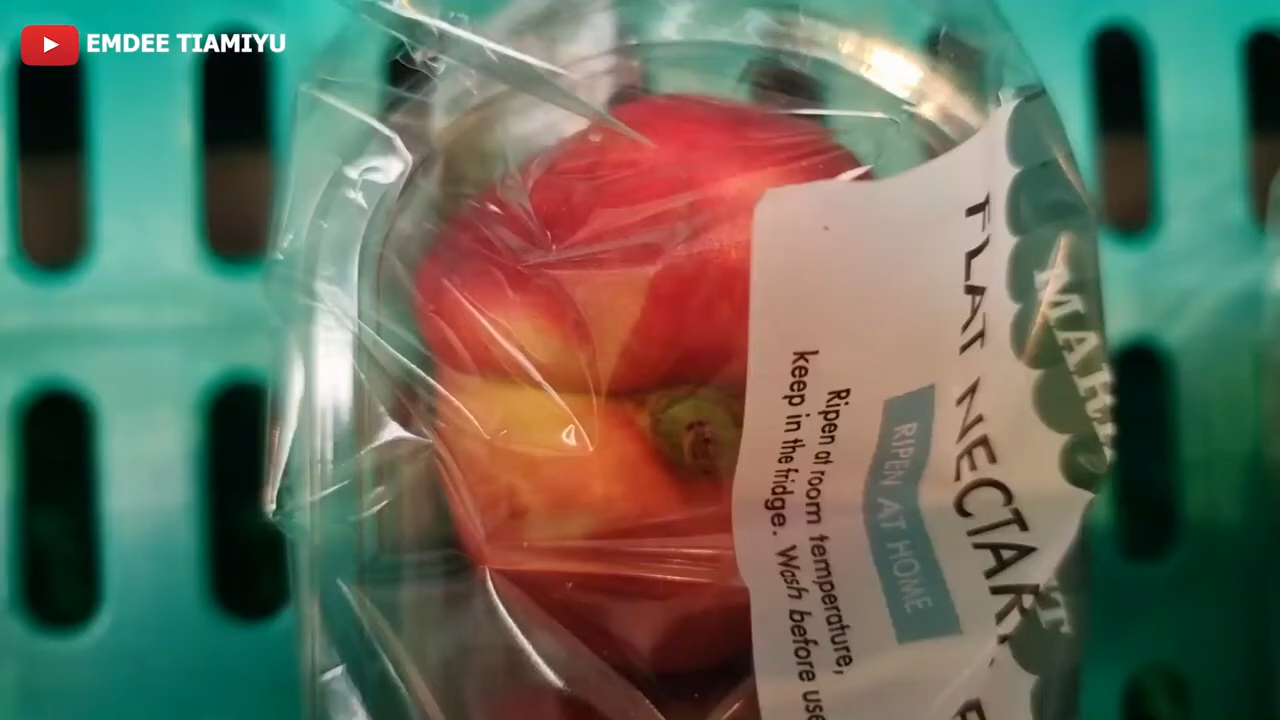 EMDEE TIAMIYU
FLAT NECTAR
RIPEN AT HOME
Ripen at room temperature,
keep in the fridge. Wash before use